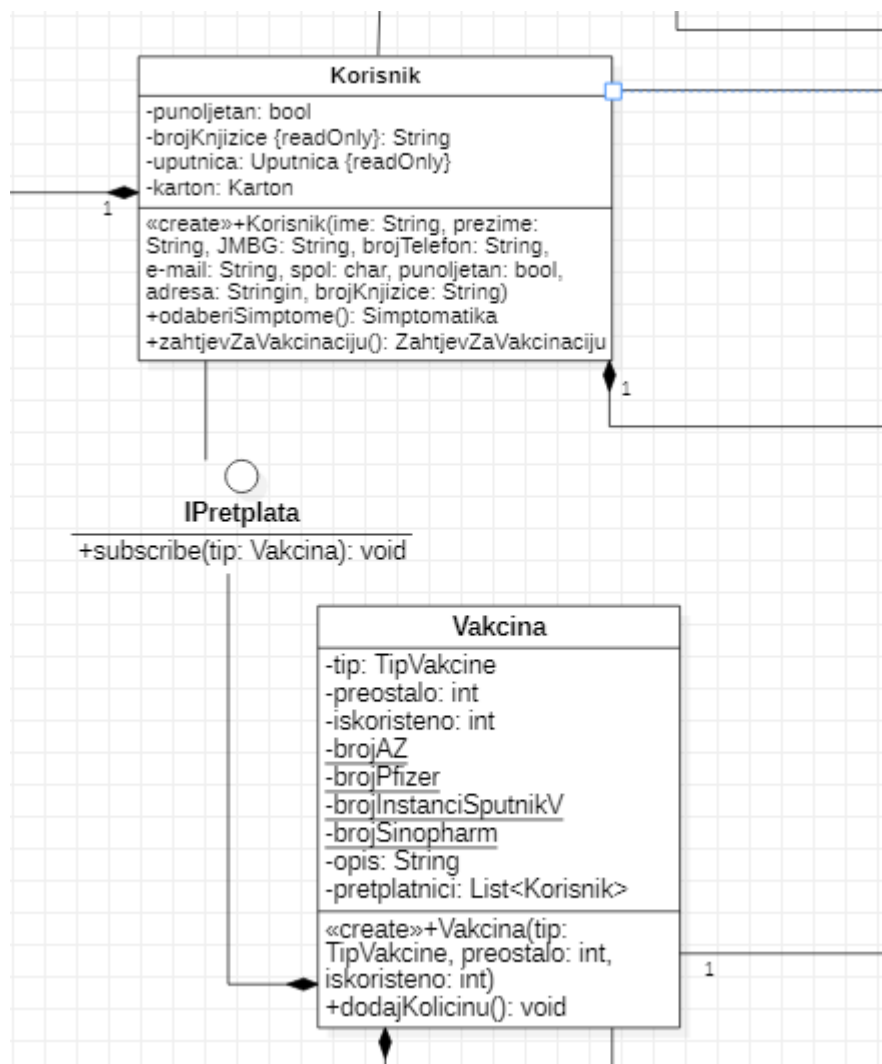 Korisnik
-punoljetan: bool
-brojKnjizice {readOnly}: String
-uputnica: Uputnica {readOnly}
-karton: Karton
1
«create»+Korisnik(ime: String, prezime:
String, JMBG: String, brojTelefon: String,
e-mail: String, spol: char, punoljetan: bool,
adresa: Stringin, brojKnjizice: String)
+odaberiSimptome(): Simptomatika
+zahtjevZaVakcinaciju(): ZahtjevZaVakcinaciju
1
IPretplata
+subscribe(tip: Vakcina): void
Vakcina
-tip: TipVakcine
-preostalo: int
-iskoristeno: int
-brojAZ
-brojPfizer
-brojInstanciSputnikV
-brojSinopharm
-opis: String
-pretplatnici: List<Korisnik>
«create»+Vakcina(tip:
TipVakcine, preostalo: int,
iskoristeno: int)
+dodajKolicinu(): void
1